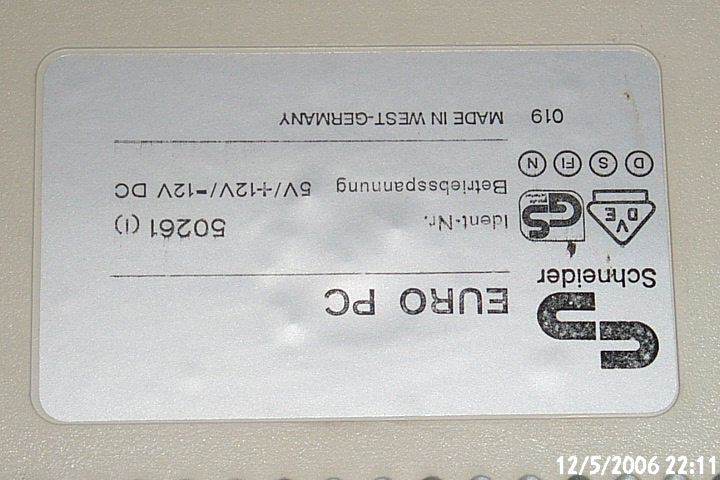 Schneider
EURO PC
Ident-Nr. 50261 (I)
Betriebsspannung 5V/+12V/-12V DC
VDE
GS
D S FI N
019 MADE IN WEST-GERMANY
12/5/2006 22:11